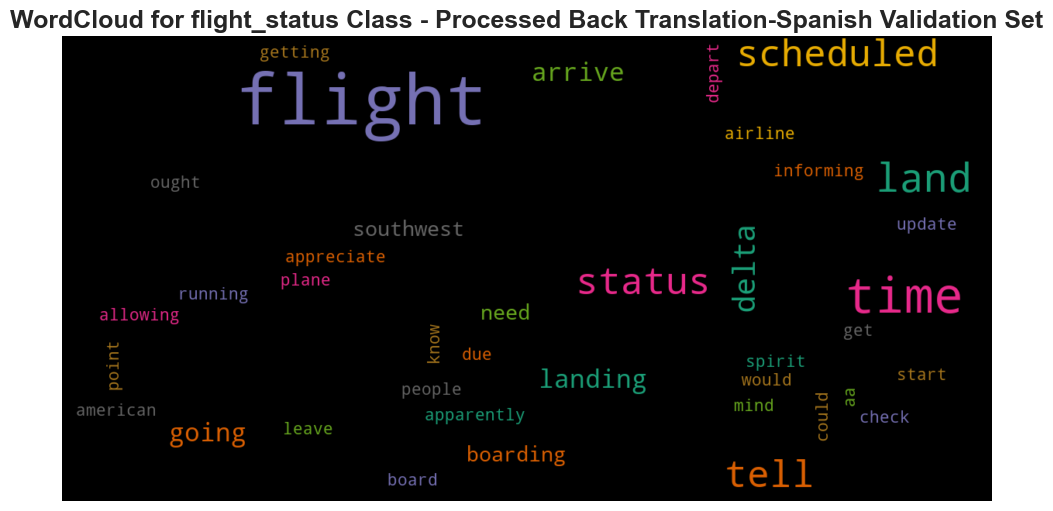 WordCloud for flight_status Class - Processed Back Translation-Spanish Validation Set
getting
scheduled
flight
arrive
depart
airline
informing
land
ought
update
southwest
delta
appreciate
status
plane
time
running
allowing
need
get
know
due
point
spirit
landing
would
start
people
mind
could
aa
american
apparently
check
going
leave
boarding
tell
board